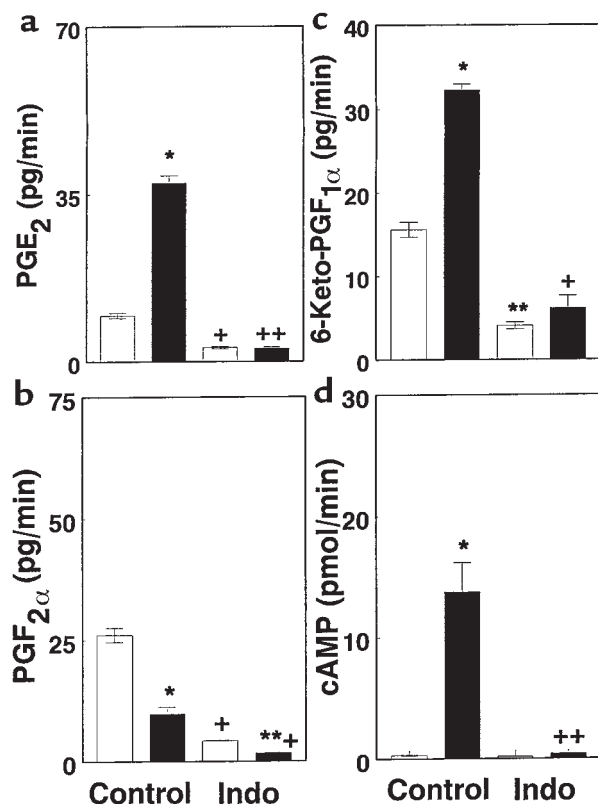 a
70
35
0
PGE2 (pg/min)
*
+
++
c
40
30
20
10
0
6-Keto-PGF1α (pg/min)
*
**
+
b
75
50
25
0
PGF2α (pg/min)
*
+
**+
Control Indo
d
30
20
10
0
cAMP (pmol/min)
*
++
Control Indo